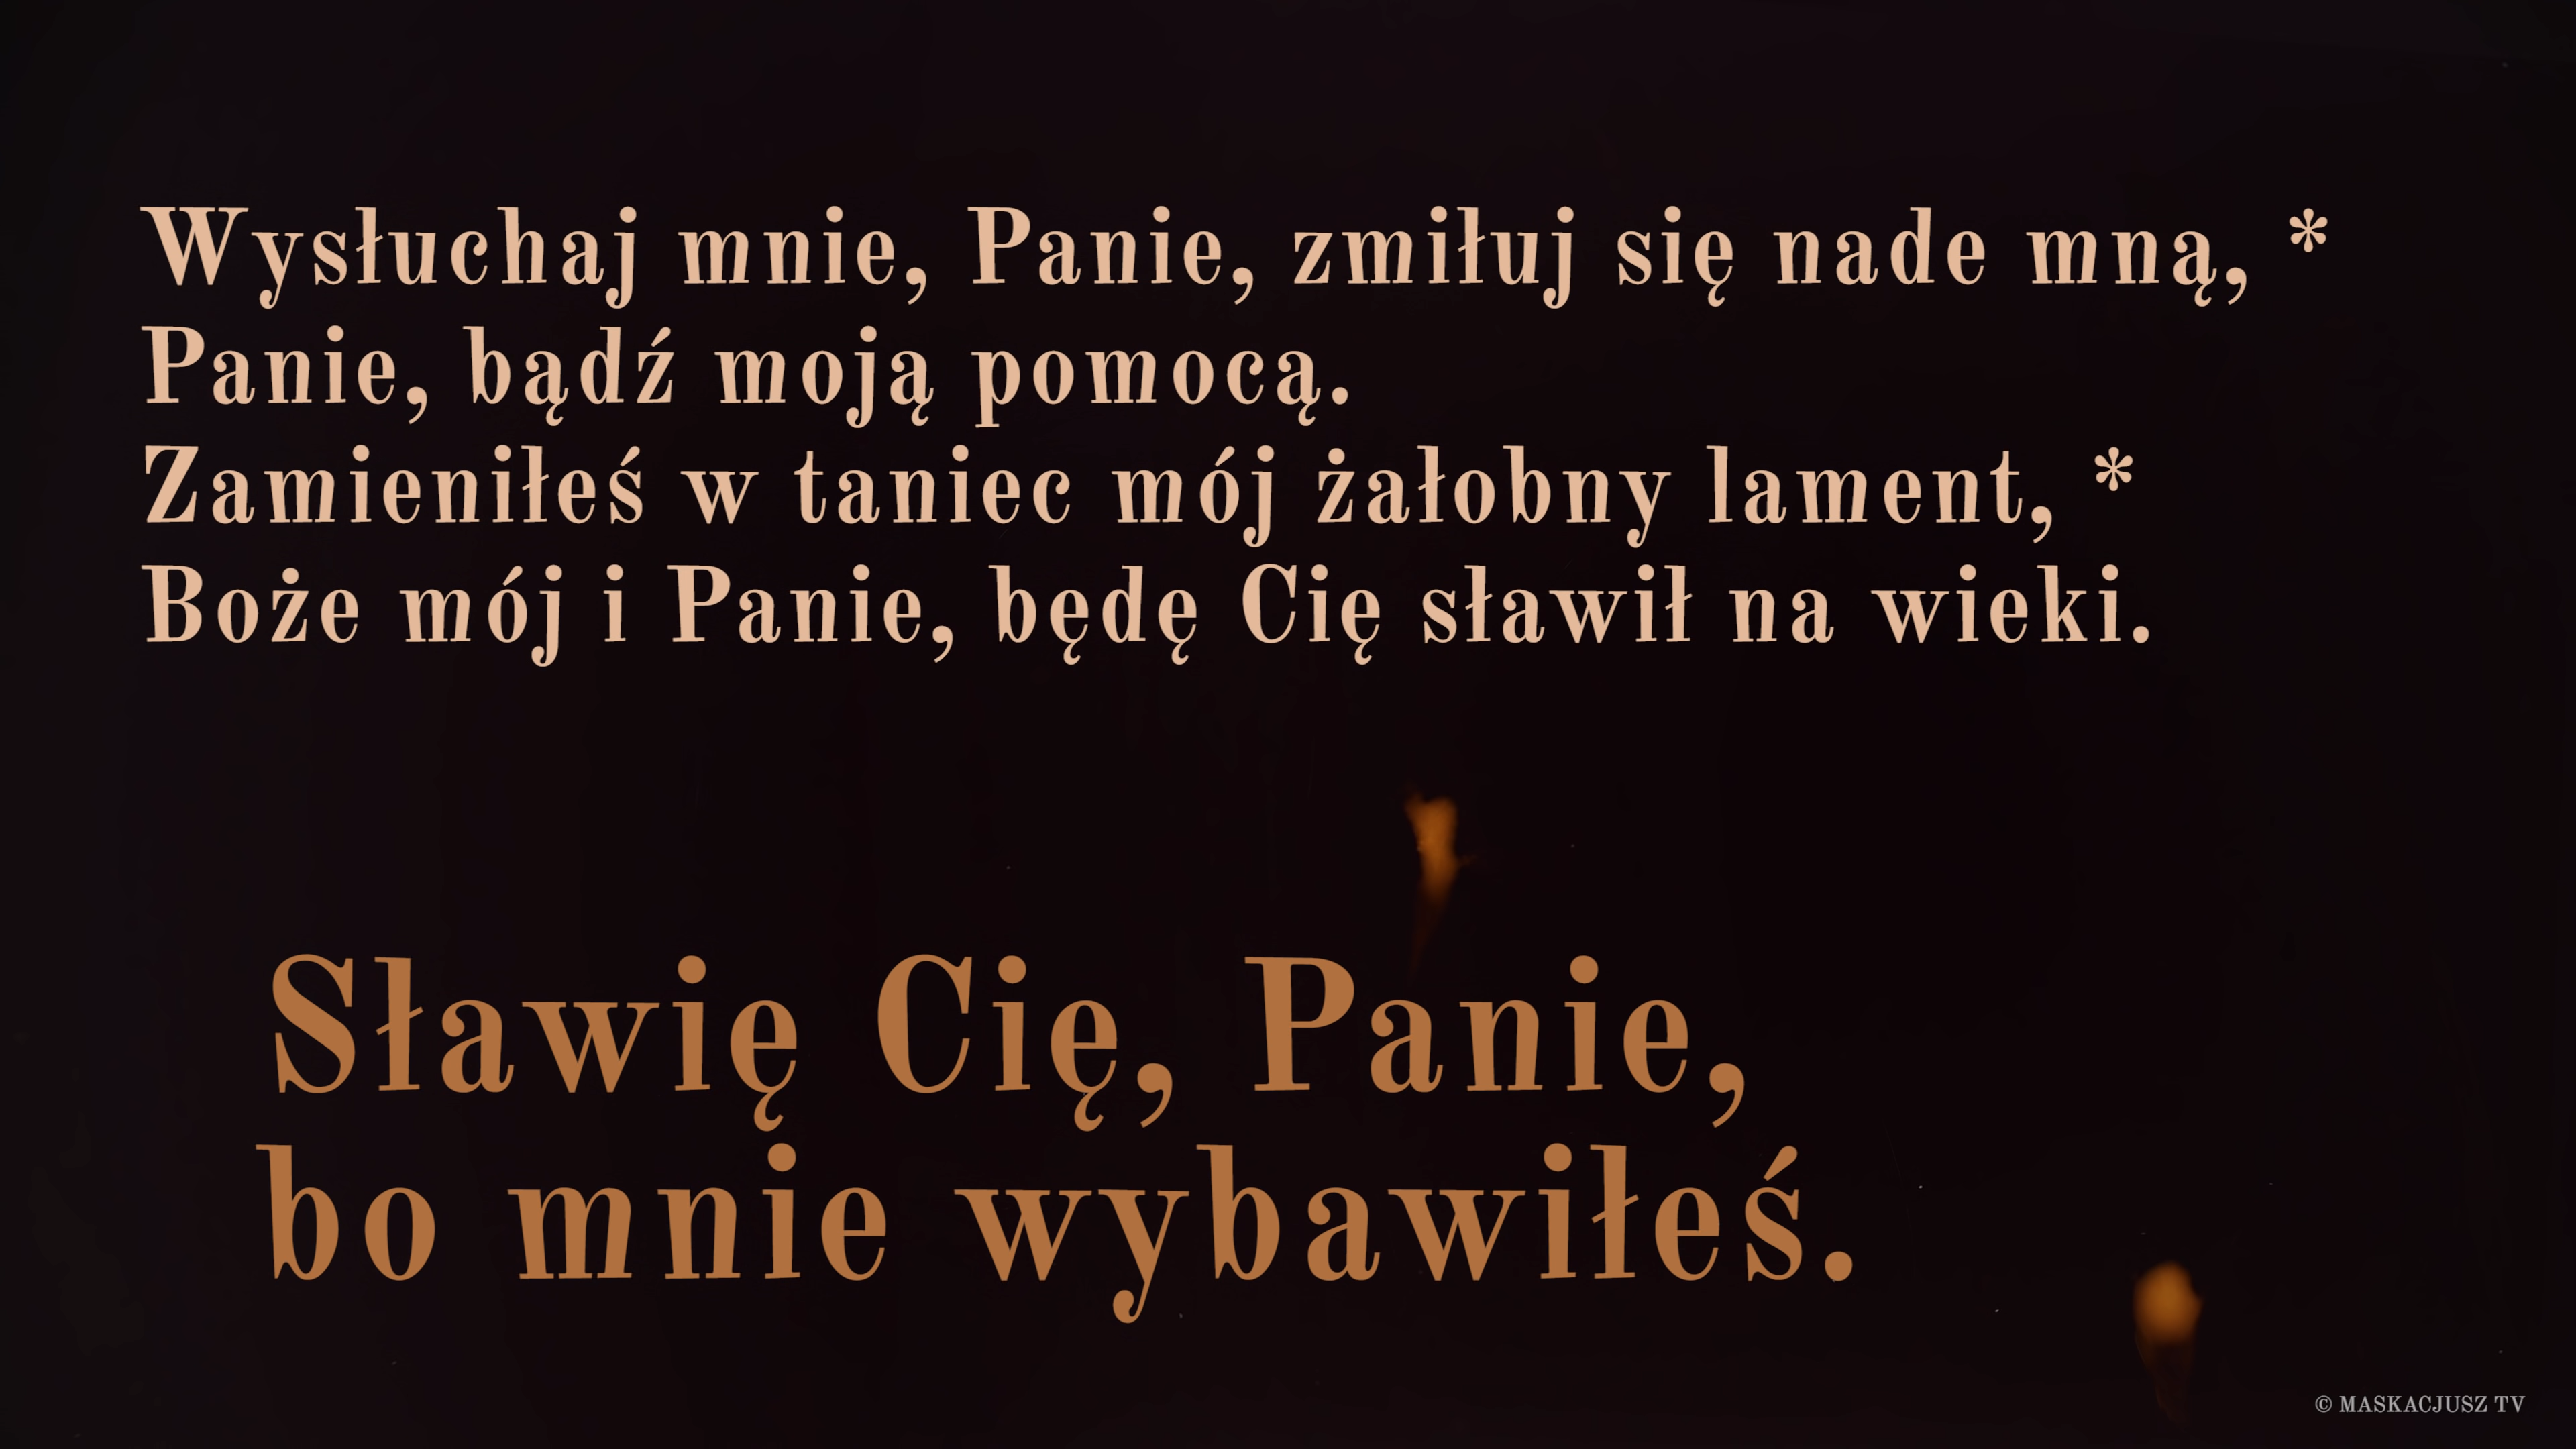 Wysłuchaj mnie, Panie, zmiłuj się nade mną, *
Panie, bądź moją pomocą.
Zamieniłeś w taniec mój żałobny lament, *
Boże mój i Panie, będę Cię sławił na wieki.
Sławię Cię, Panie,
bo mnie wybawiłeś.
© MASKACJUSZ TV